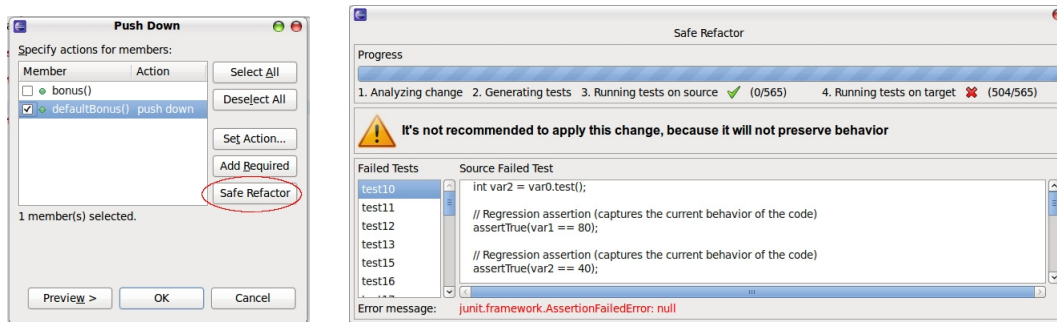 Push Down
Specify actions for members:
Member Action
bonus()
defaultBonus() push down
Select All
Deselect All
Set Action...
Add Required
Safe Refactor
1 member(s) selected.
Preview > OK Cancel
Safe Refactor
Progress
1. Analyzing change 2. Generating tests 3. Running tests on source (0/565) 4. Running tests on target (504/565)
It's not recommended to apply this change, because it will not preserve behavior
Failed Tests Source Failed Test
test10
test11
test12
test13
test15
test16
int var2 = var0.test();
// Regression assertion (captures the current behavior of the code)
assertTrue(var1 == 80);
// Regression assertion (captures the current behavior of the code)
assertTrue(var2 == 40);
Error message: junit.framework.AssertionFailedError: null